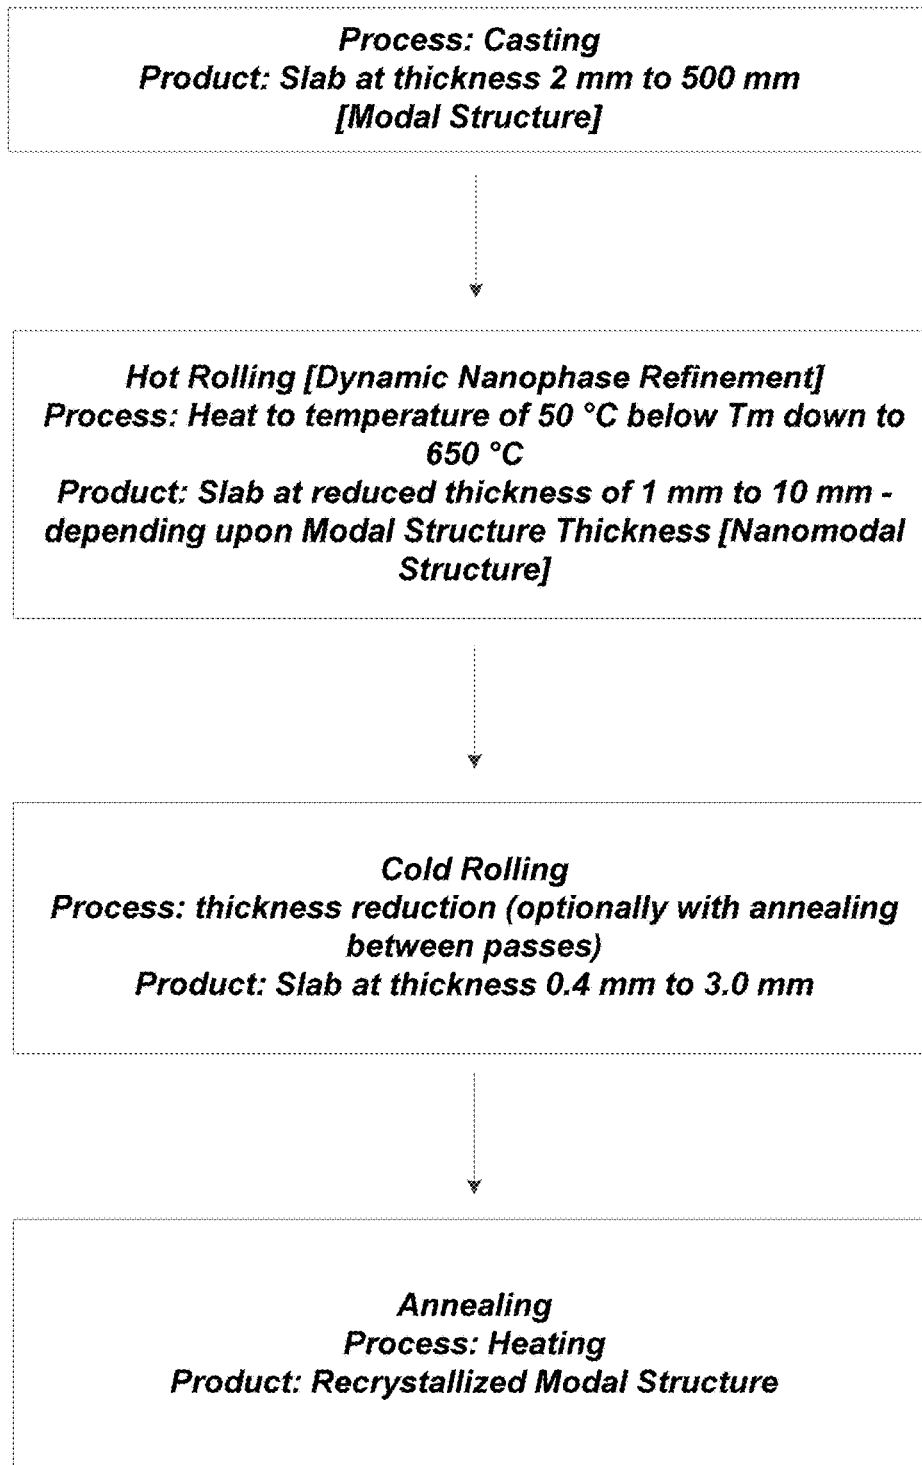 Process: Casting
Product: Slab at thickness 2 mm to 500 mm
[Modal Structure]
Hot Rolling [Dynamic Nanophase Refinement]
Process: Heat to temperature of 50 °C below Tm down to
650 °C
Product: Slab at reduced thickness of 1 mm to 10 mm -
depending upon Modal Structure Thickness [Nanomodal
Structure]
Cold Rolling
Process: thickness reduction (optionally with annealing
between passes)
Product: Slab at thickness 0.4 mm to 3.0 mm
Annealing
Process: Heating
Product: Recrystallized Modal Structure